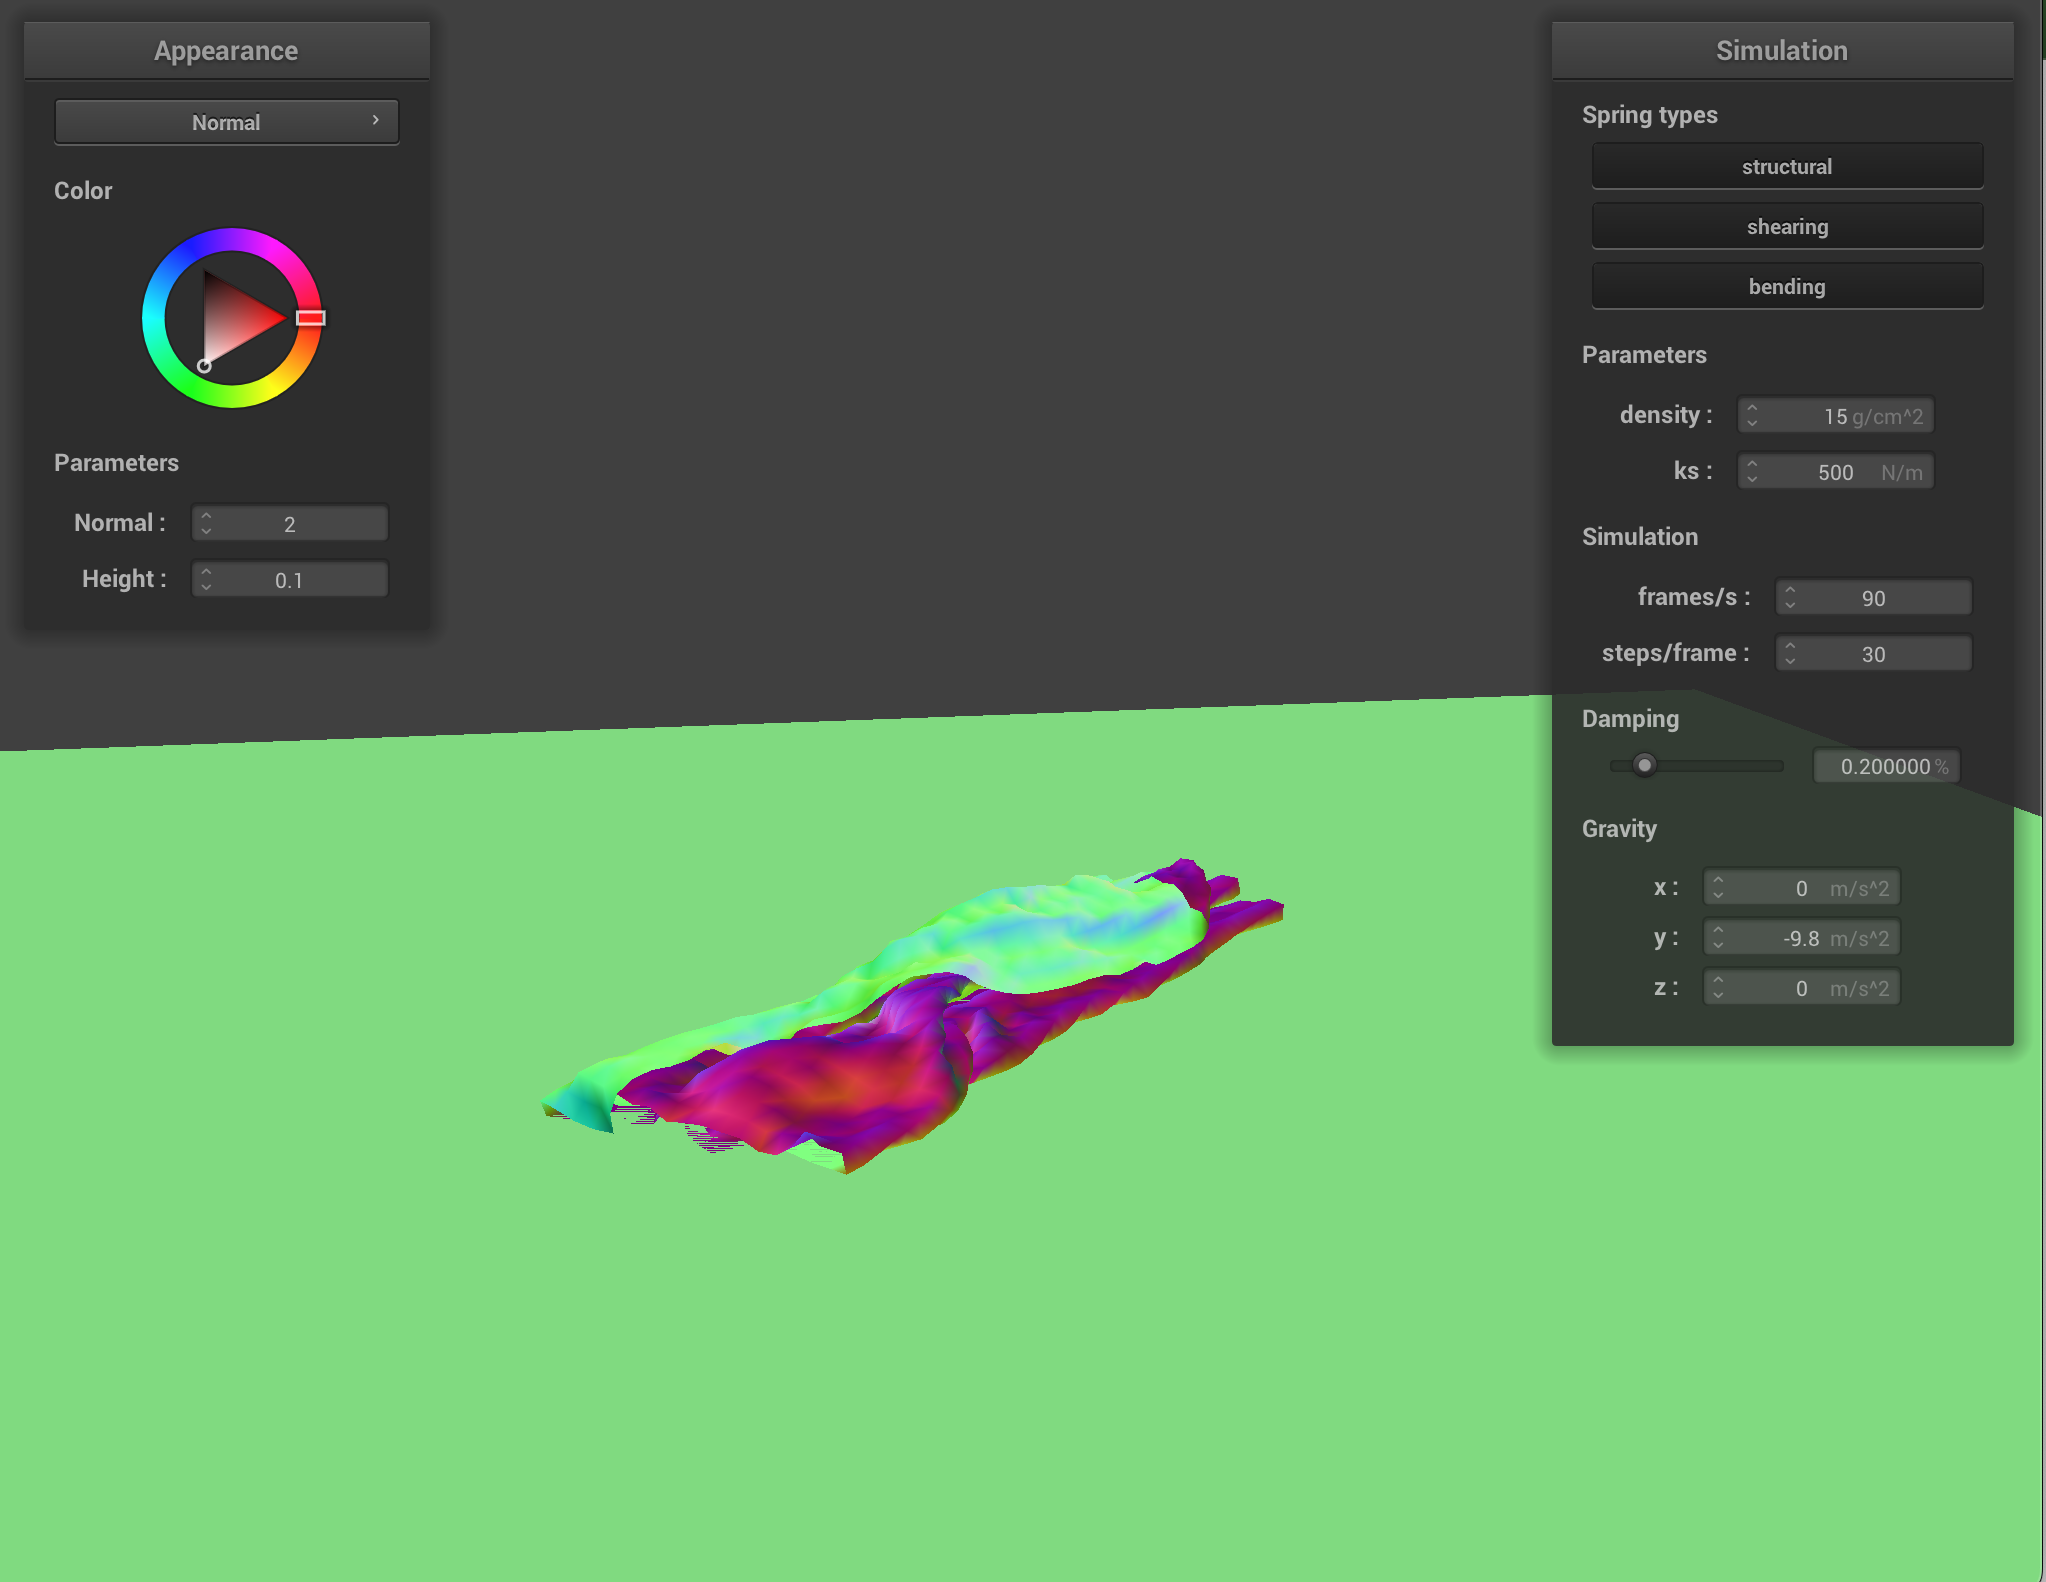 Appearance
Normal
Color
Parameters
Normal : 2
Height : 0.1
Simulation
Spring types
structural
shearing
bending
Parameters
density : 15 g/cm^2
ks : 500 N/m
Simulation
frames/s : 90
steps/frame : 30
Damping
0.200000 %
Gravity
x : 0 m/s^2
y : -9.8 m/s^2
z : 0 m/s^2